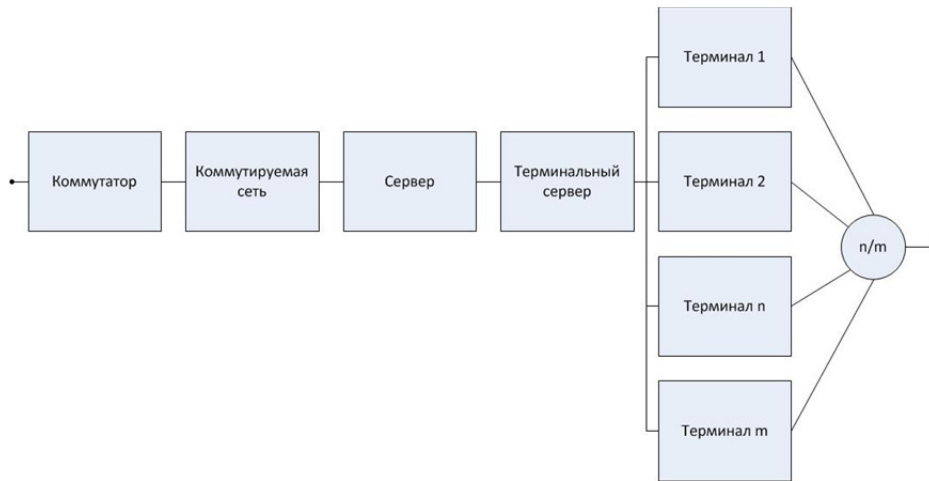 Терминал 1
Коммутатор
Коммутируемая
сеть
Сервер
Терминальный
сервер
Терминал 2
n/m
Терминал n
Терминал m